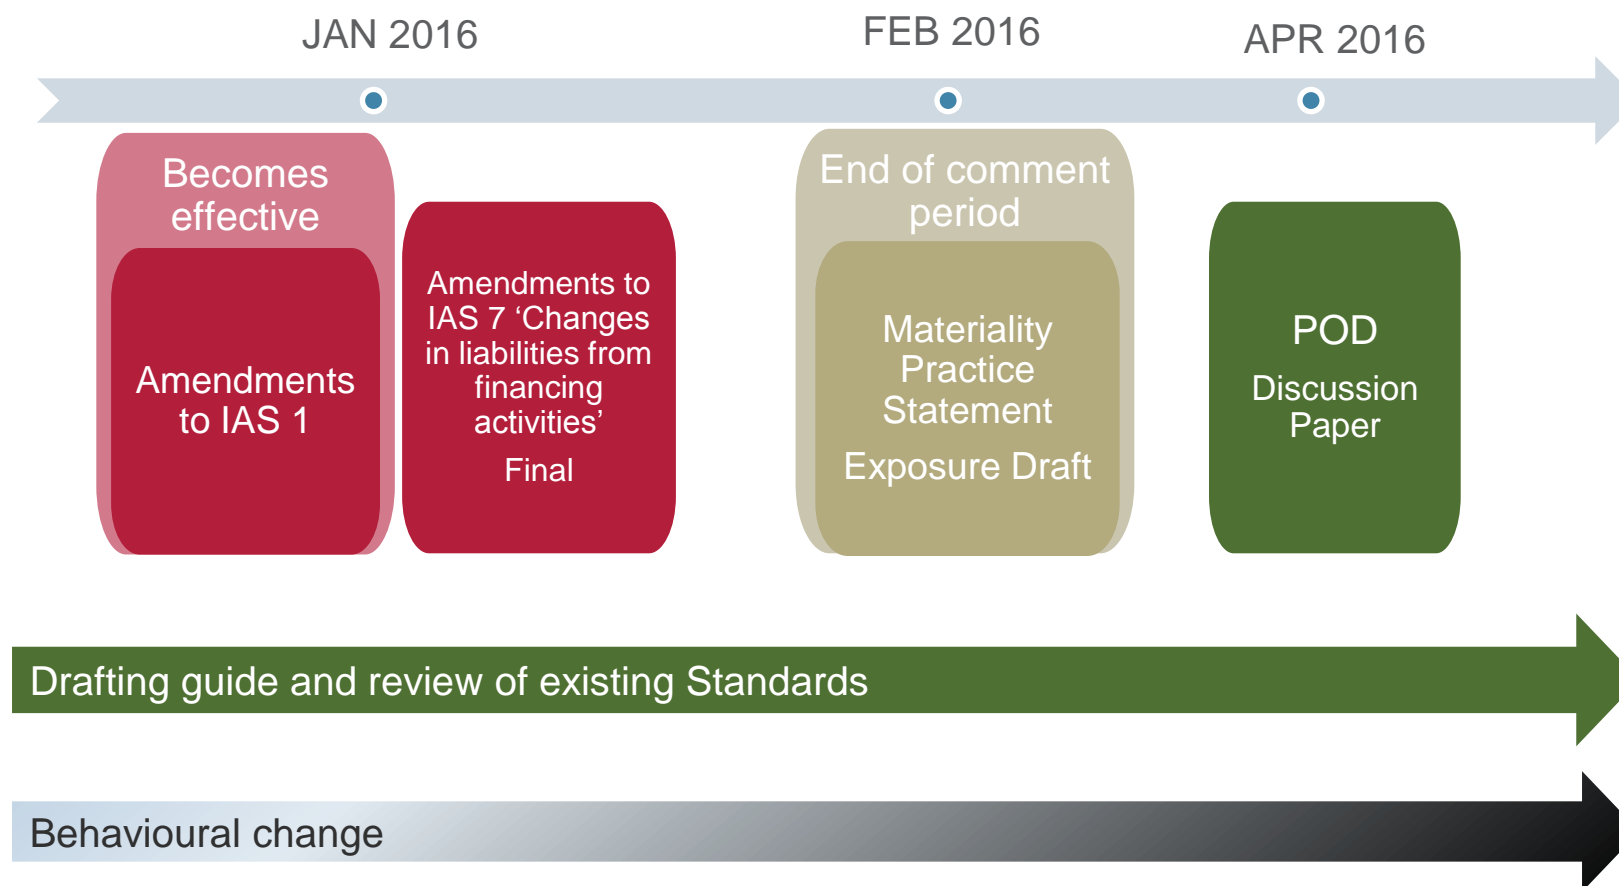 JAN 2016
FEB 2016
APR 2016
Becomes
effective
Amendments
to IAS 1
Amendments to
IAS 7 ‘Changes
in liabilities from
financing
activities’
Final
End of comment
period
Materiality
Practice
Statement
Exposure Draft
POD
Discussion
Paper
Drafting guide and review of existing Standards
Behavioural change